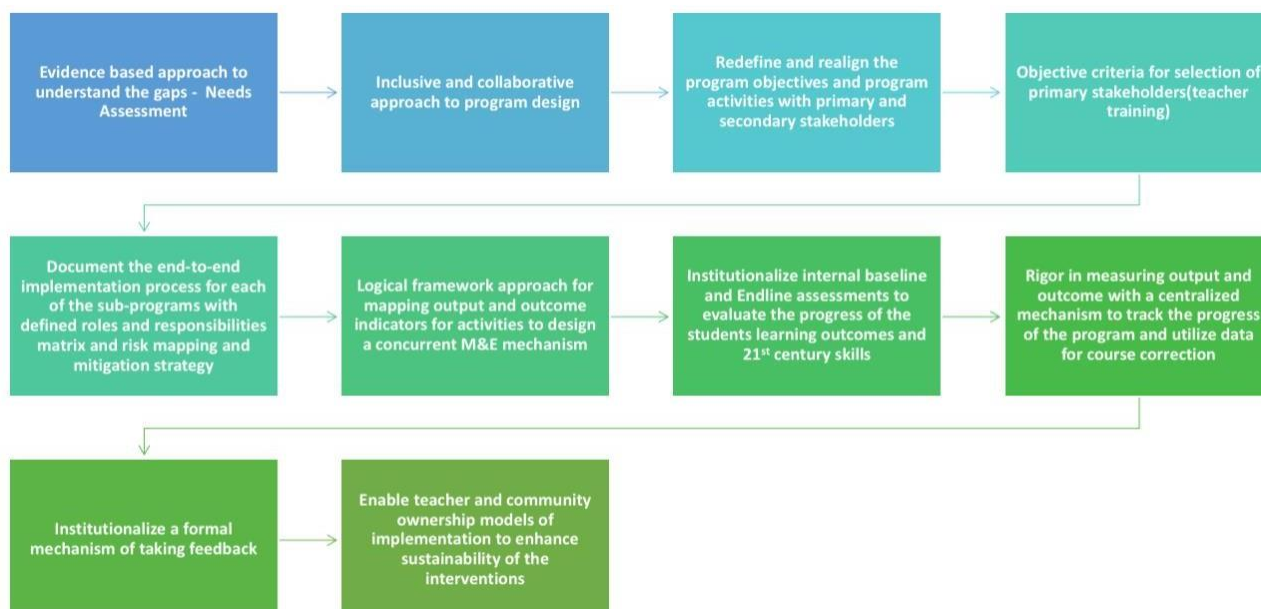 Evidence based approach to
understand the gaps - Needs
Assessment
Inclusive and collaborative
approach to program design
Redefine and realign the
program objectives and program
activities with primary and
secondary stakeholders
Objective criteria for selection of
primary stakeholders(teacher
training)
Document the end-to-end
implementation process for each
of the sub-programs with
defined roles and responsibilities
matrix and risk mapping and
mitigation strategy
Logical framework approach for
mapping output and outcome
indicators for activities to design
a concurrent M&E mechanism
Institutionalize internal baseline
and Endline assessments to
evaluate the progress of the
students learning outcomes and
21st century skills
Rigor in measuring output and
outcome with a centralized
mechanism to track the progress
of the program and utilize data
for course correction
Institutionalize a formal
mechanism of taking feedback
Enable teacher and community
ownership models of
implementation to enhance
sustainability of the
interventions